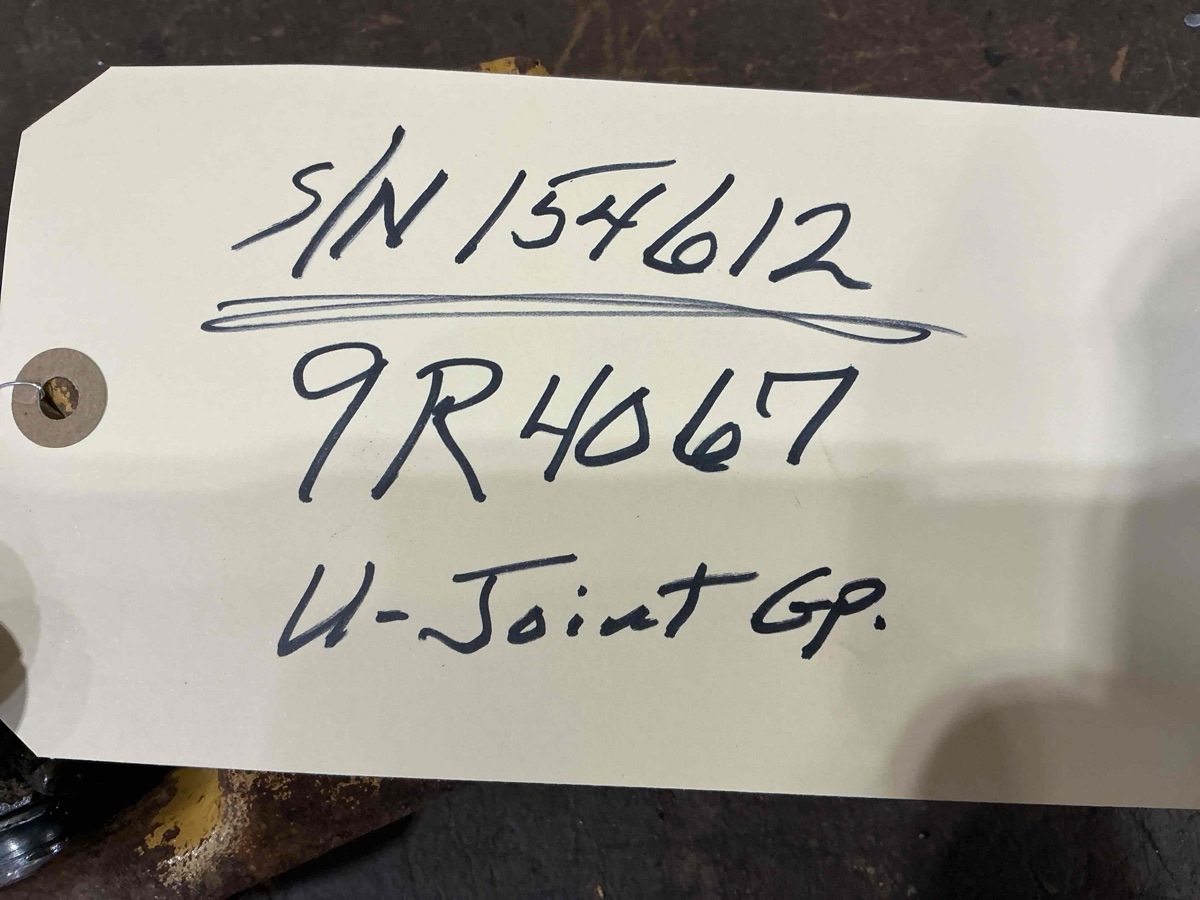 S/N 154612
9R4067
U-Joint Gp.